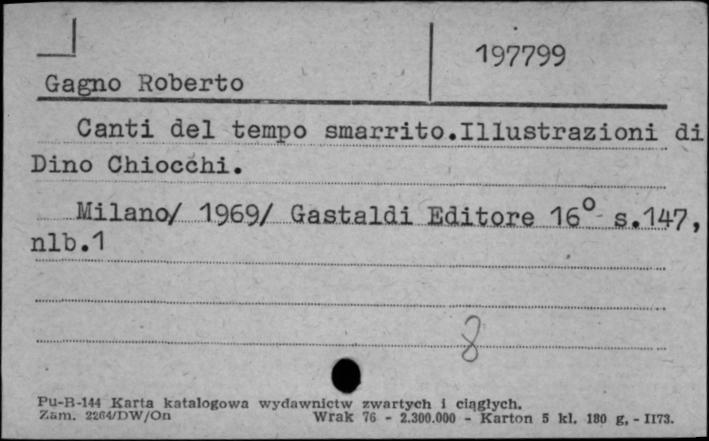 197799
Gagno Roberto
Canti del tempo smarrito.Illustrazioni di
Dino Chiocchi.
Milano/ 1969/ Gastaldi Editore 16° s.147,
nlb.1
8
Pu-B-144 Karta katalogowa wydawnictw zwartych i ciągłych.
Zam. 2264/DW/On Wrak 76 - 2.300.000 - Karton 5 kl. 180 g, - II73.